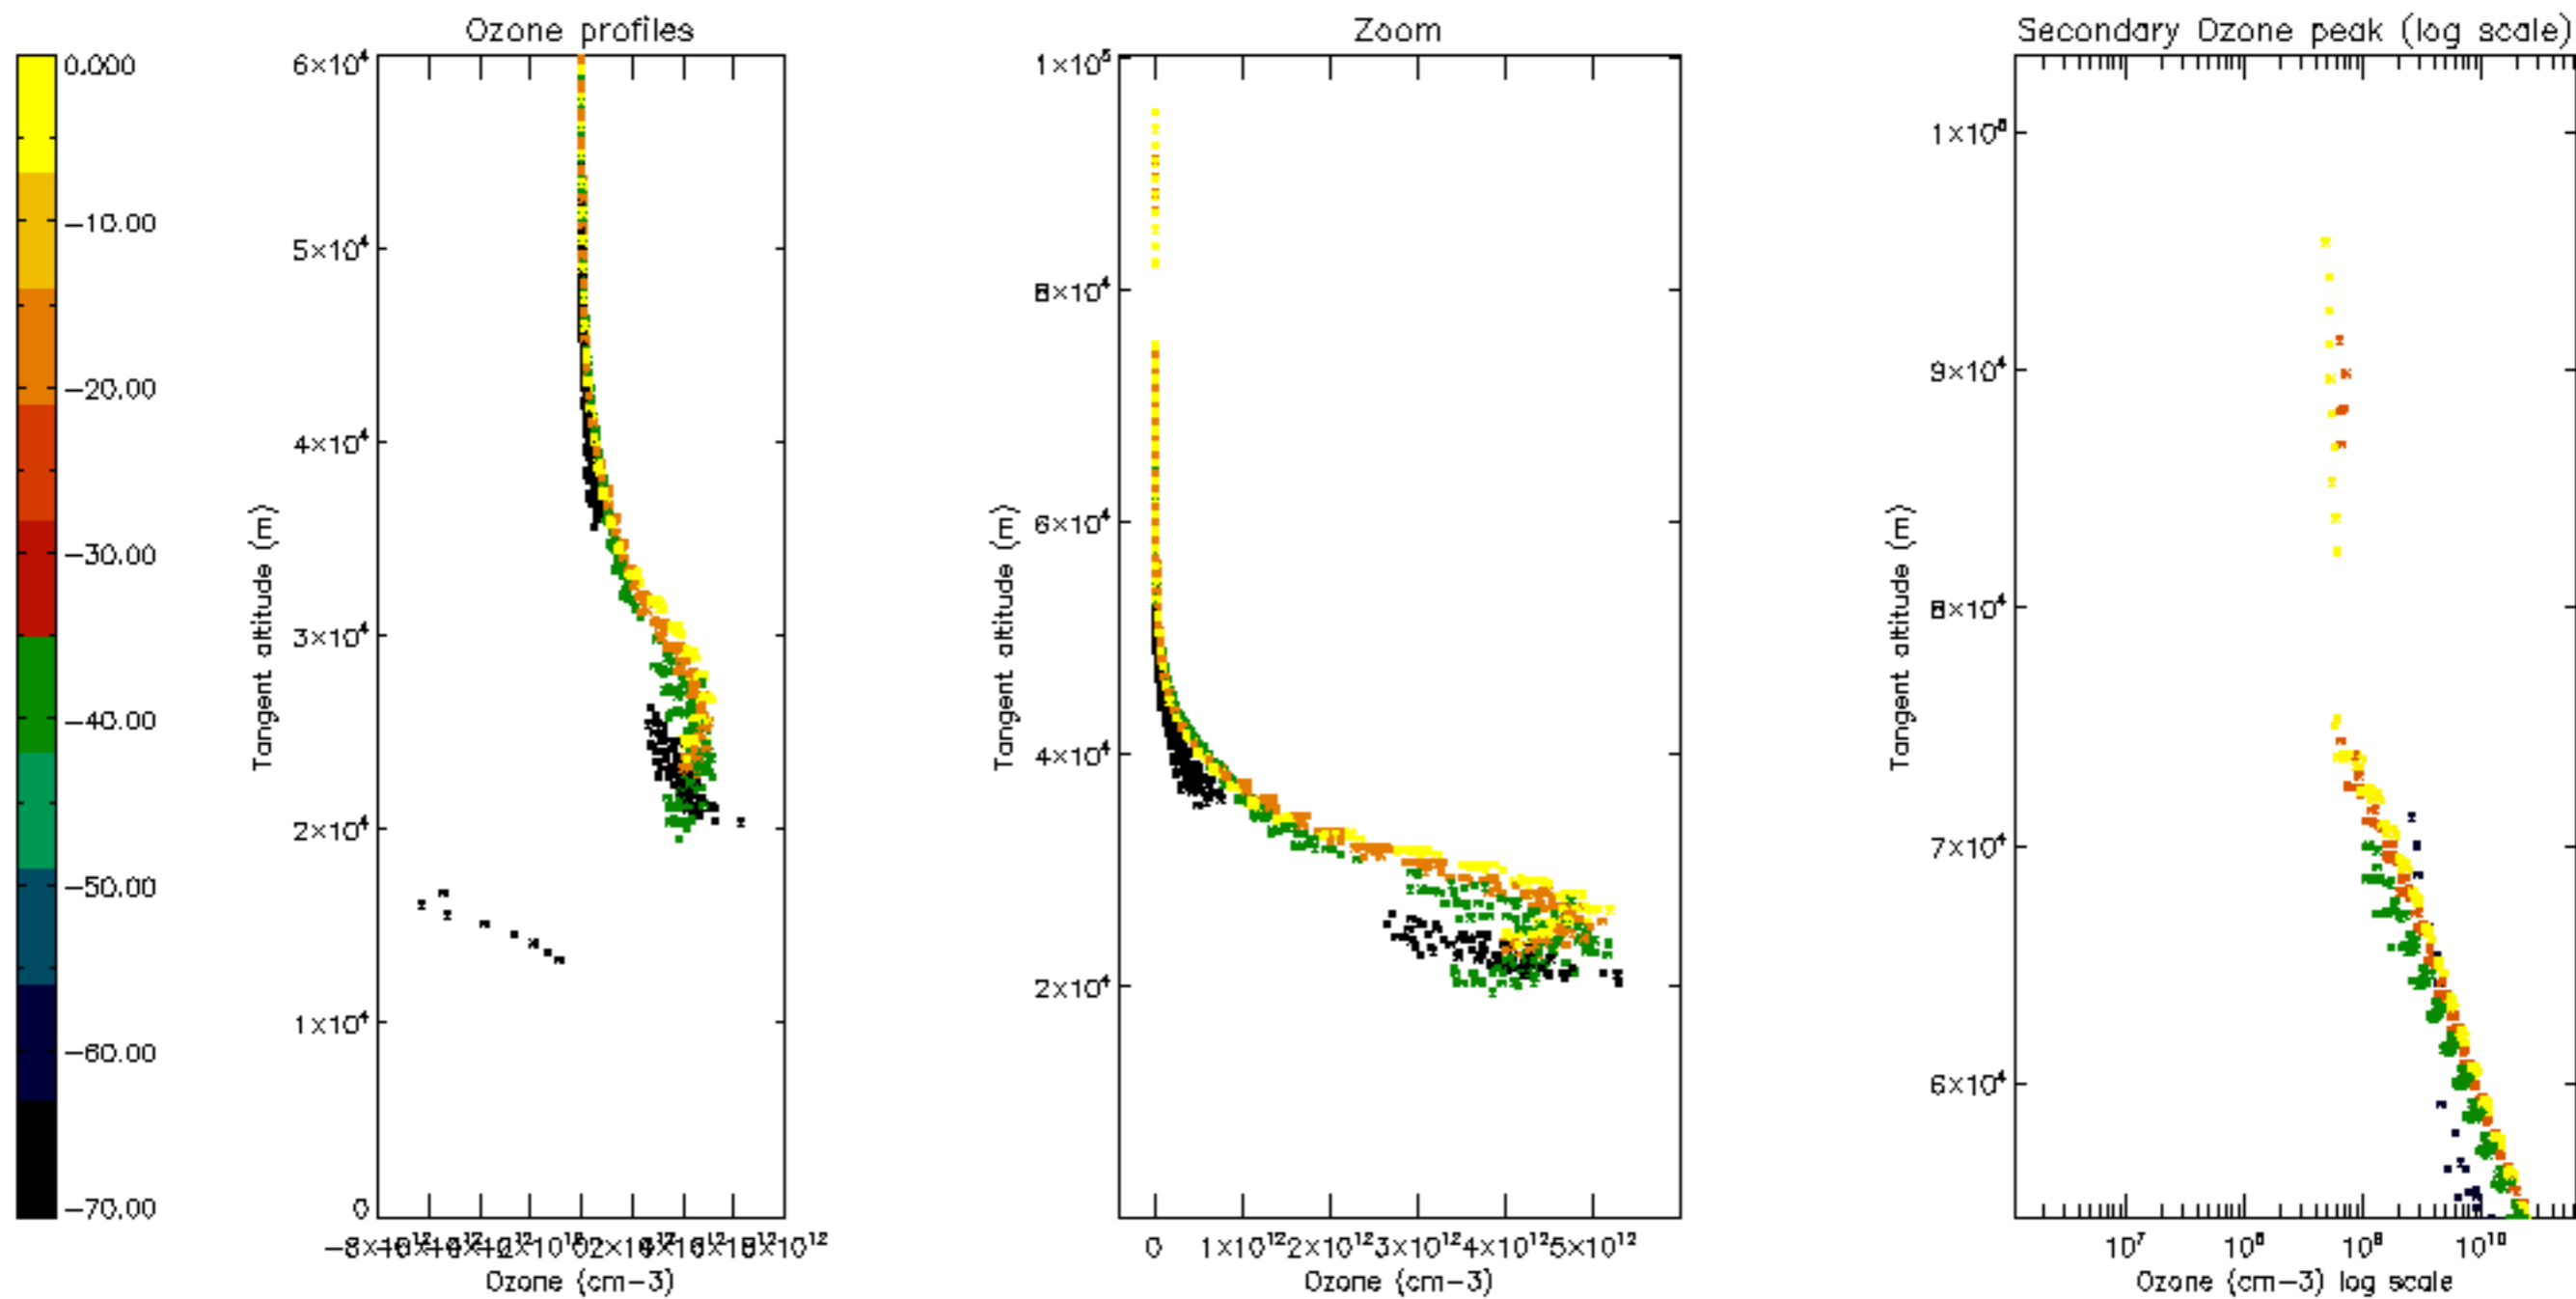 Ozone profiles
Zoom
Secondary Ozone peak (log scale)
0.000
−10.00
−20.00
−30.00
−40.00
−50.00
−60.00
−70.00
6×10⁴
5×10⁴
4×10⁴
3×10⁴
2×10⁴
1×10⁴
0
Tangent altitude (m)
Ozone (cm−3)
1×10⁵
8×10⁴
6×10⁴
4×10⁴
2×10⁴
Tangent altitude (m)
0 1×10¹² 2×10¹² 3×10¹² 4×10¹² 5×10¹²
Ozone (cm−3)
9×10⁴
8×10⁴
7×10⁴
6×10⁴
Tangent altitude (m)
10⁷ 10⁸ 10⁹ 10¹⁰
Ozone (cm−3) log scale